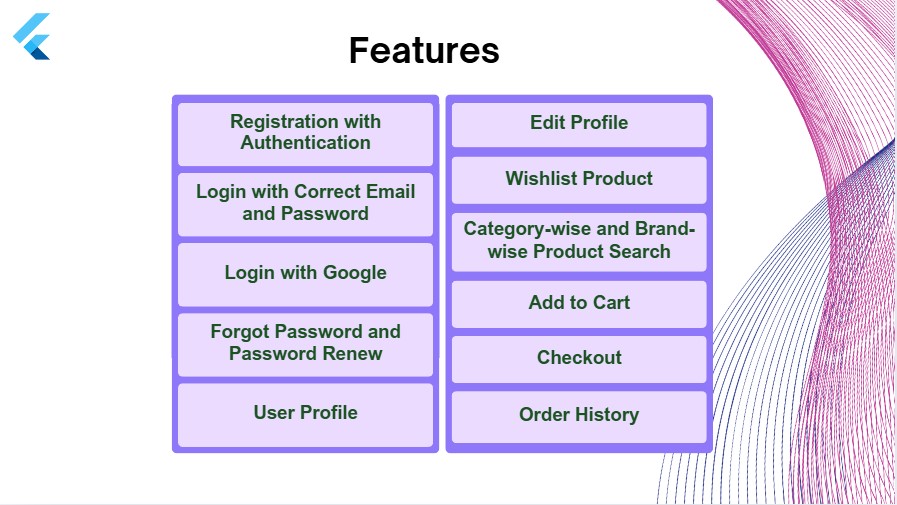 Features
Registration with
Authentication
Login with Correct Email
and Password
Login with Google
Forgot Password and
Password Renew
User Profile
Edit Profile
Wishlist Product
Category-wise and Brand-
wise Product Search
Add to Cart
Checkout
Order History